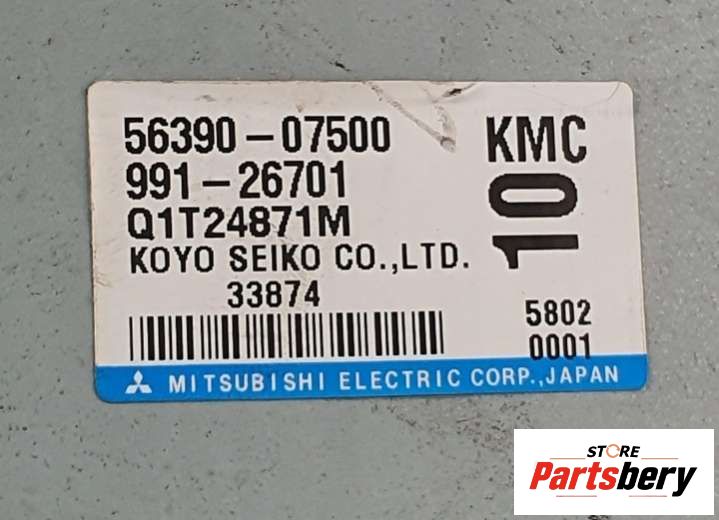 56390-07500
991-26701
Q1T24871M
KOYO SEIKO CO.,LTD.
33874
KMC
10
5802
0001
MITSUBISHI ELECTRIC CORP.,JAPAN
STORE
Partsbery